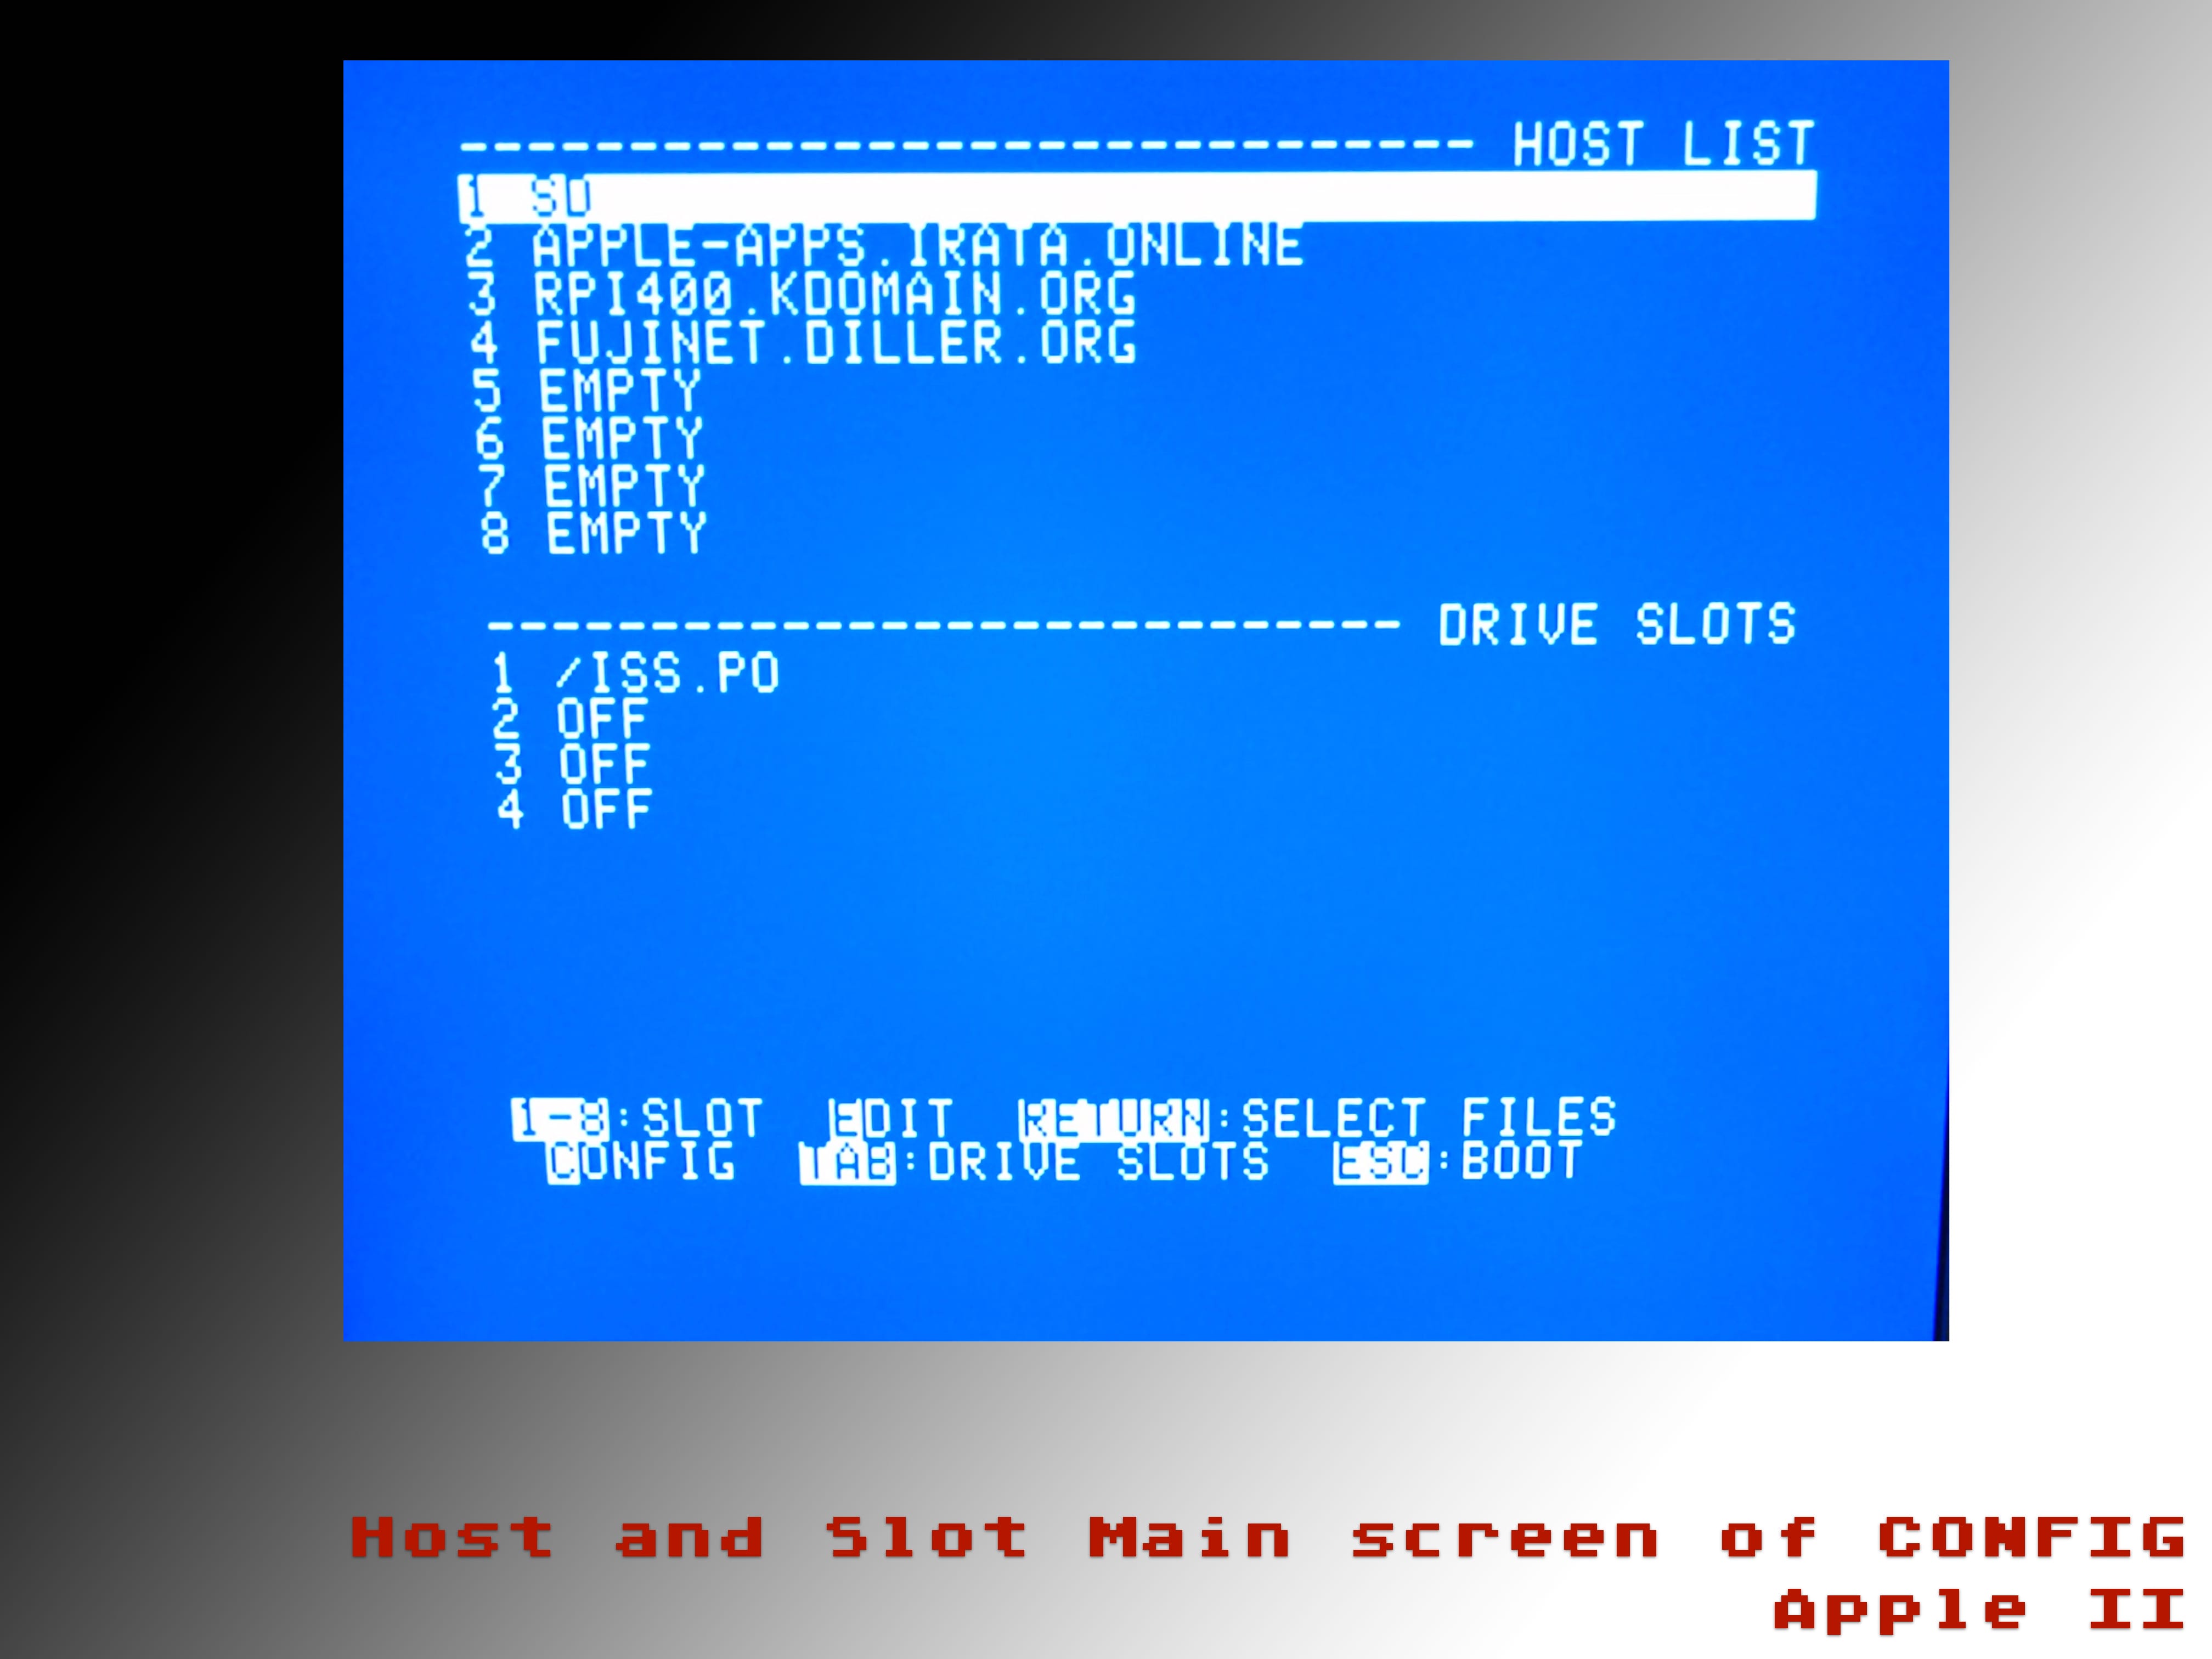 -------------------------------- HOST LIST
1 SD
2 APPLE-APPS.IRATA.ONLINE
3 RPI400.KDOMAIN.ORG
4 FUJINET.DILLER.ORG
5 EMPTY
6 EMPTY
7 EMPTY
8 EMPTY
---------------------------- DRIVE SLOTS
1 /ISS.PO
2 OFF
3 OFF
4 OFF
1-8:SLOT EDIT RETURN:SELECT FILES
CONFIG TAB:DRIVE SLOTS ESC:BOOT
Host and Slot Main screen of CONFIG
Apple II